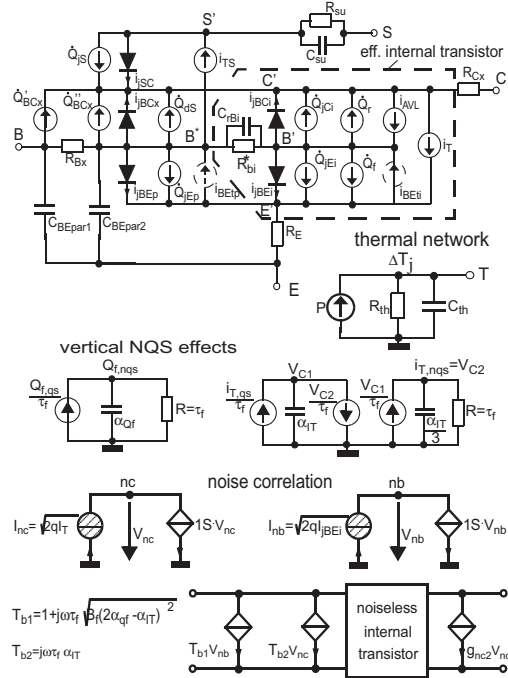 R_su
S'
S
C_su
eff. internal transistor
Q̇_jS
i_jSC
i_TS
C'
R_Cx
C
Q̇_BCx'
Q̇_BCx''
i_jBCx
Q̇_dS
C_rBi
i_jBCi
Q̇_jCi
Q̇_r
i_AVL
B
R_Bx
B*
R*_bi
B'
i_T
i_jBEp
Q̇_jEp
i_BEtp
i_jBEi
Q̇_jEi
Q̇_f
i_BEti
E'
C_BEpar1
C_BEpar2
R_E
E
thermal network
ΔT_j
T
P
R_th
C_th
vertical NQS effects
Q_f,nqs
Q_f,qs/τ_f
α_Qf
R=τ_f
V_C1
i_T,nqs=V_C2
i_T,qs/τ_f
α_IT
V_C2/τ_f
V_C1/τ_f
α_IT/3
R=τ_f
noise correlation
nc
nb
I_nc=√2qI_T
V_nc
1S·V_nc
I_nb=√2qI_jBEi
V_nb
1S·V_nb
T_b1=1+jωτ_f √B_f(2α_qf -α_IT) 2
T_b2=jωτ_f α_IT
T_b1V_nb
T_b2V_nc
noiseless
internal
transistor
g_nc2V_nc